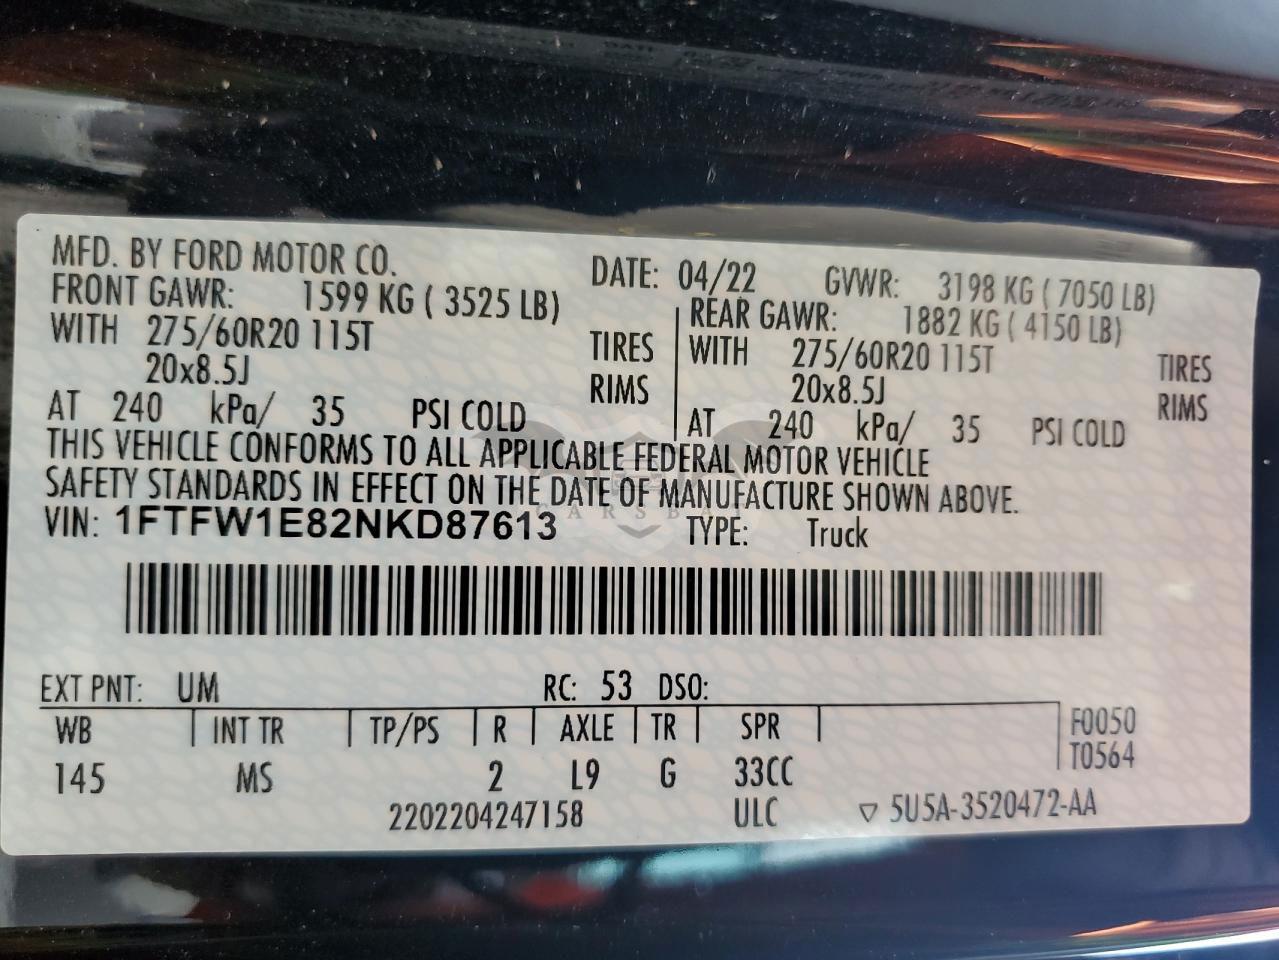 MFD. BY FORD MOTOR CO.
DATE: 04/22 GVWR: 3198 KG ( 7050 LB)
FRONT GAWR: 1599 KG ( 3525 LB)
WITH 275/60R20 115T TIRES
20x8.5J RIMS
AT 240 kPa/ 35 PSI COLD
REAR GAWR: 1882 KG ( 4150 LB)
WITH 275/60R20 115T TIRES
20x8.5J RIMS
AT 240 kPa/ 35 PSI COLD
THIS VEHICLE CONFORMS TO ALL APPLICABLE FEDERAL MOTOR VEHICLE
SAFETY STANDARDS IN EFFECT ON THE DATE OF MANUFACTURE SHOWN ABOVE.
VIN: 1FTFW1E82NKD87613 TYPE: Truck
CARSBAT
EXT PNT: UM RC: 53 DSO:
WB INT TR TP/PS R AXLE TR SPR F0050
T0564
145 MS 2 L9 G 33CC
2202204247158 ULC ▽ 5U5A-3520472-AA